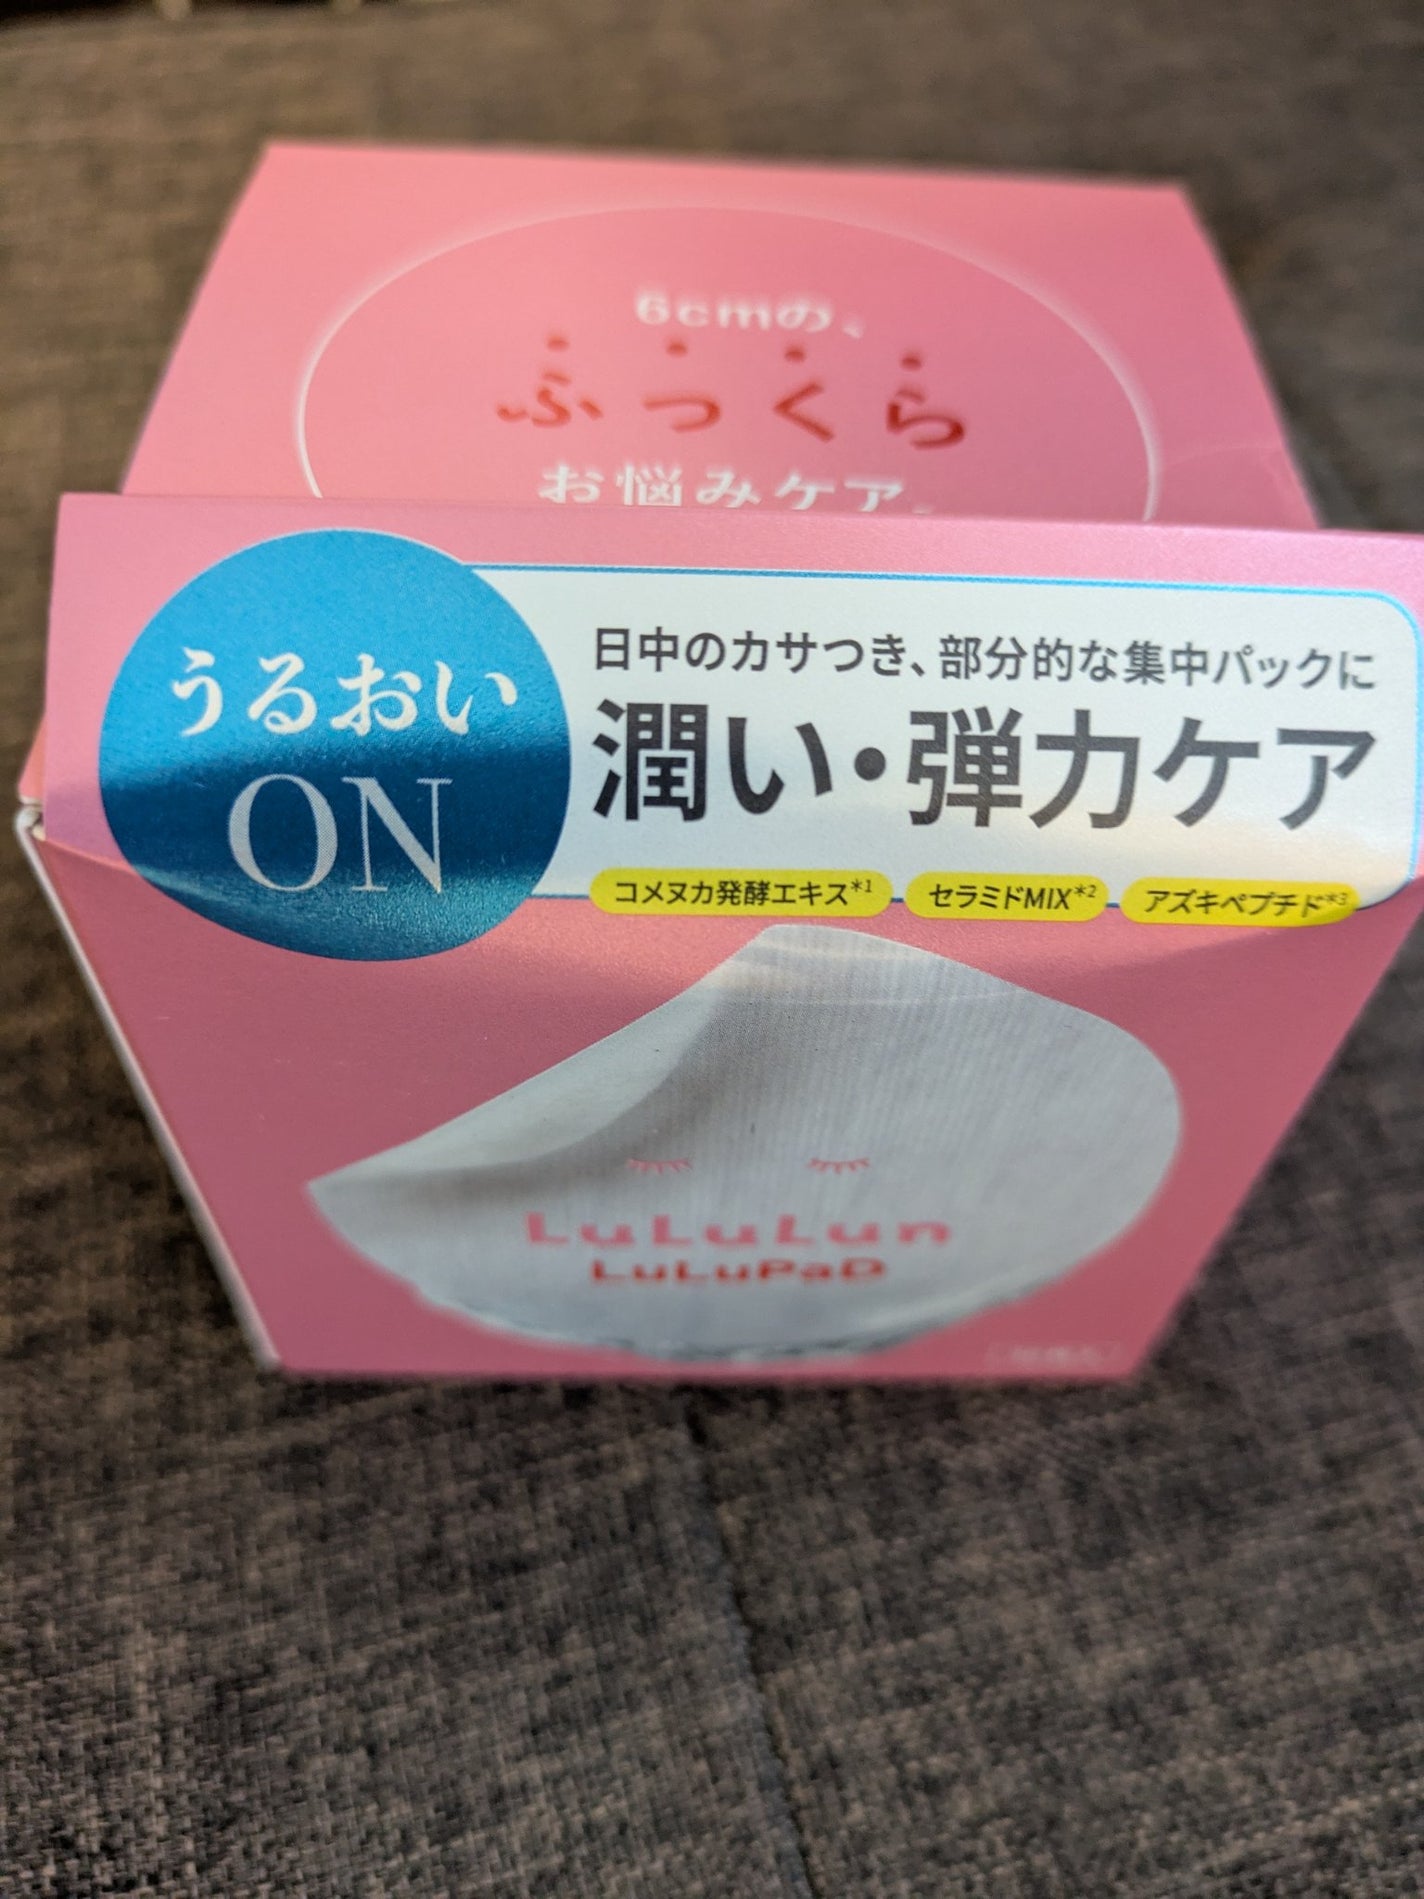 6cmの、
ふっくら
お悩みケア。
うるおい
ON
日中のカサつき、部分的な集中パックに
潤い・弾力ケア
コメヌカ発酵エキス*1
セラミドMIX*2
アズキペプチド*3
LuLuLun
LuLuPaD